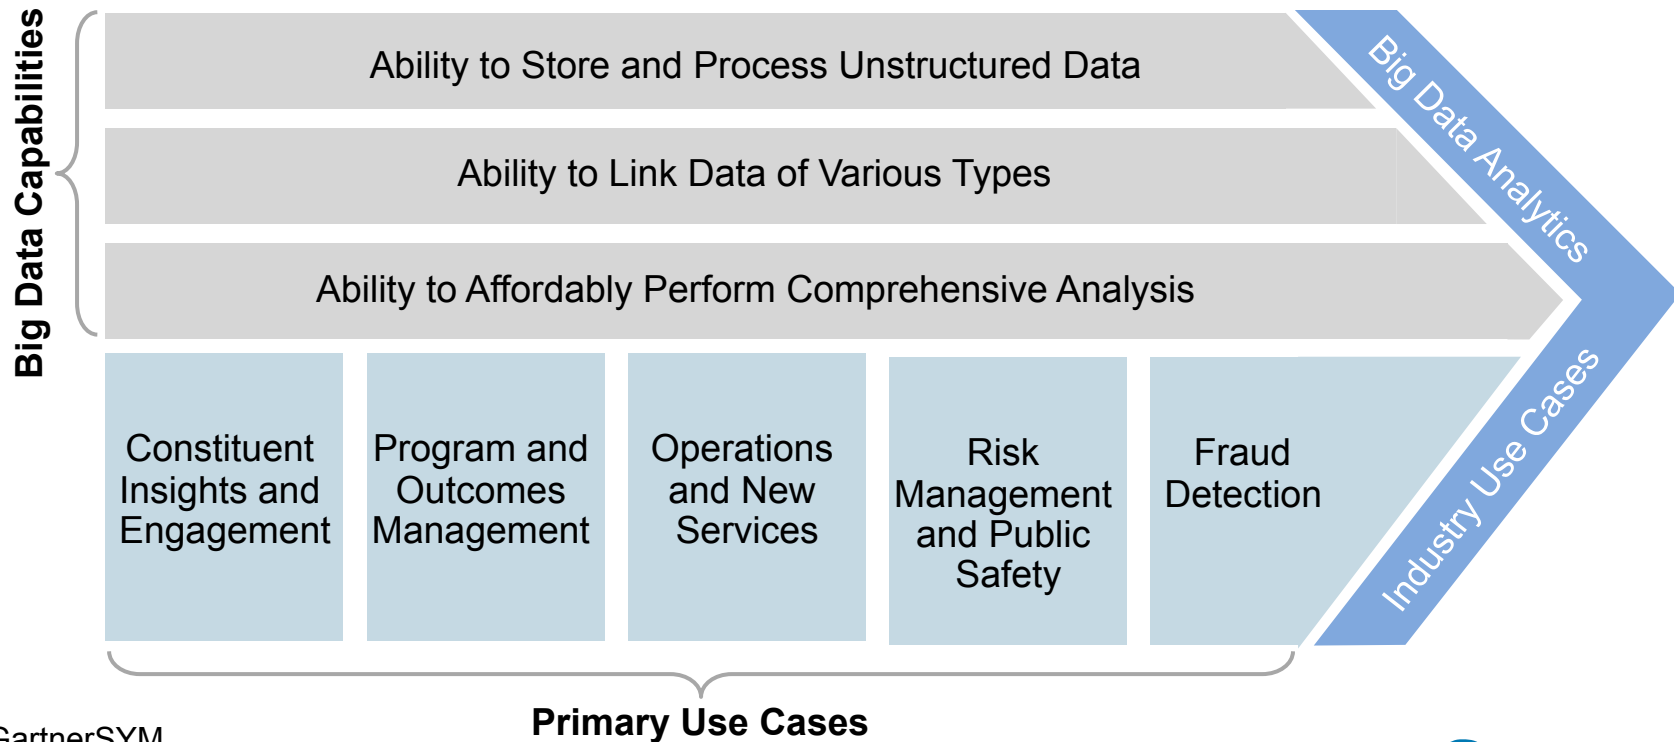 Big Data Capabilities
Ability to Store and Process Unstructured Data
Ability to Link Data of Various Types
Ability to Affordably Perform Comprehensive Analysis
Big Data Analytics
Constituent
Insights and
Engagement
Program and
Outcomes
Management
Operations
and New
Services
Risk
Management
and Public
Safety
Fraud
Detection
Industry Use Cases
Primary Use Cases
GartnerSYM